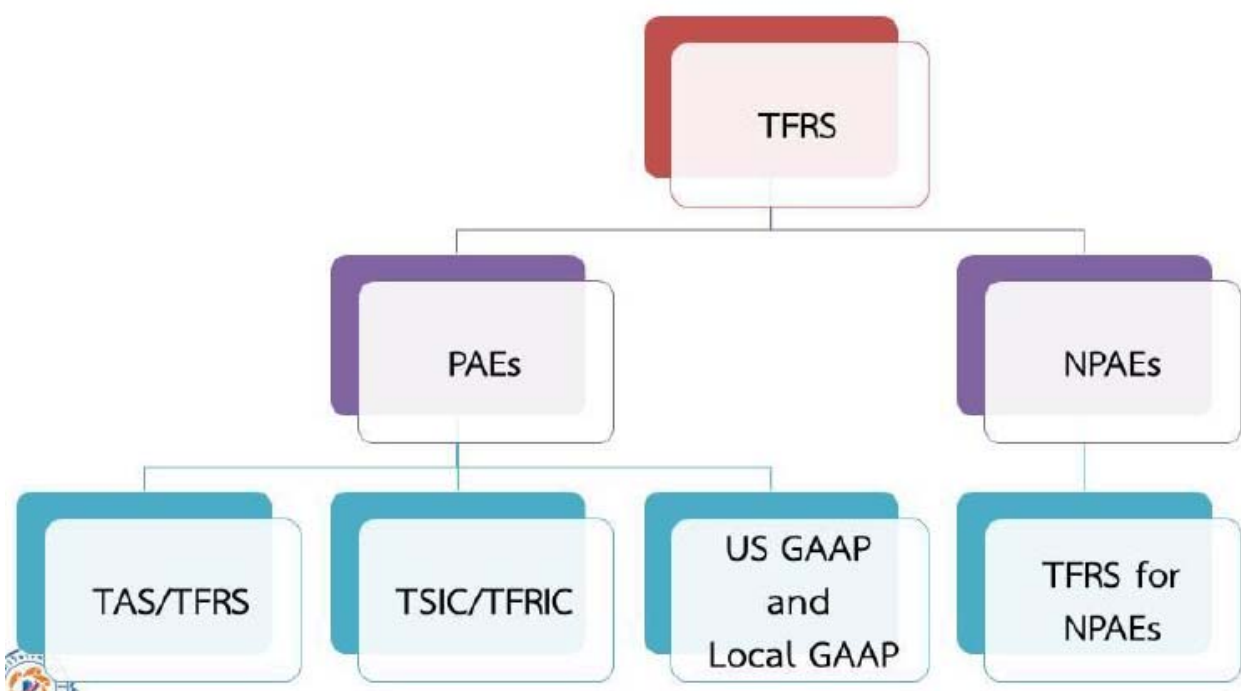 TFRS
PAEs
NPAEs
TAS/TFRS
TSIC/TFRIC
US GAAP
and
Local GAAP
TFRS for
NPAEs